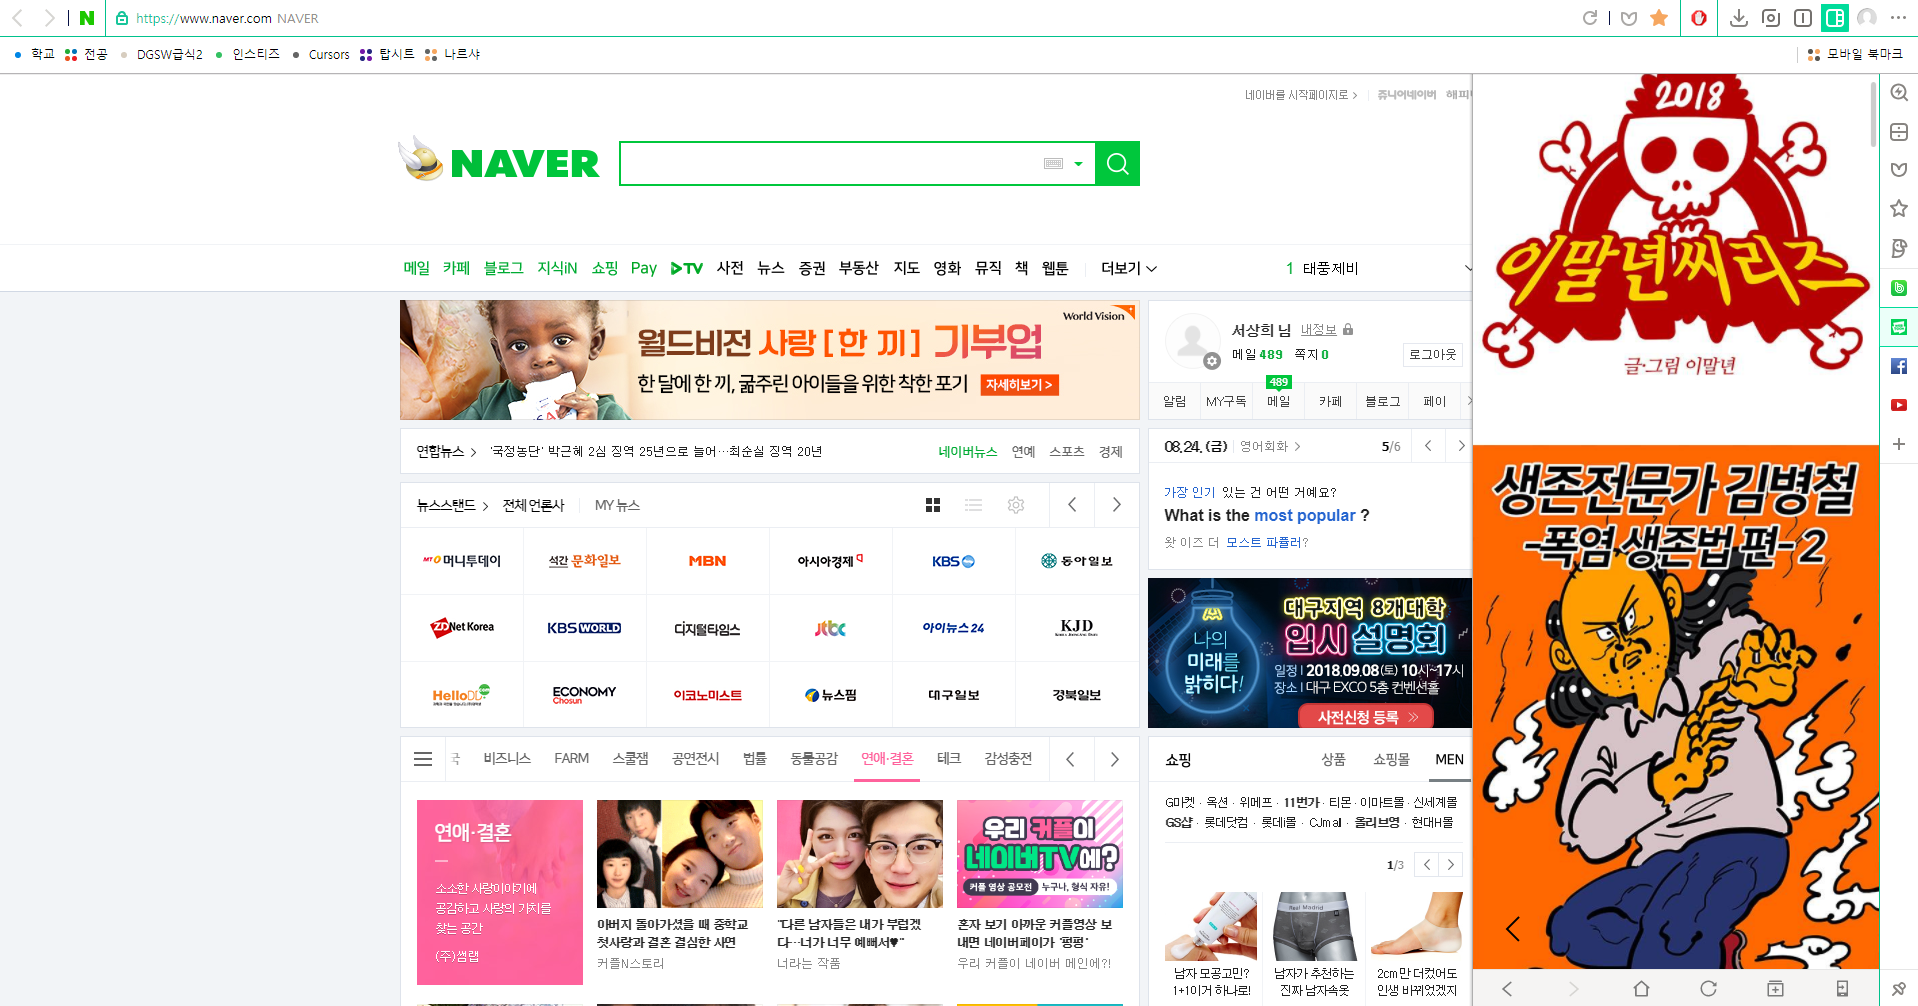 https://www.naver.com NAVER
학교 전공 DGSW급식2 인스티즈 Cursors 탑시트 나르샤 모바일 북마크
네이버를 시작페이지로 쥬니어네이버
NAVER
메일 카페 블로그 지식iN 쇼핑 Pay TV 사전 뉴스 증권 부동산 지도 영화 뮤직 책 웹툰 더보기
1 태풍제비
World Vision
월드비전 사랑 [한 끼] 기부업
한 달에 한 끼, 굶주린 아이들을 위한 착한 포기 자세히보기 >
서상희 님 내정보
메일 489 쪽지 0
로그아웃
489
알림 MY구독 메일 카페 블로그 페이
연합뉴스 '국정농단' 박근혜 2심 징역 25년으로 늘어…최순실 징역 20년
네이버뉴스 연예 스포츠 경제
08.24.(금) 영어회화 5/6
가장 인기 있는 건 어떤 거예요?
What is the most popular ?
왓 이즈 더 모스트 파퓰러?
뉴스스탠드 전체 언론사 MY 뉴스
MT 머니투데이 석간 문화일보 MBN 아시아경제 KBS 동아일보
ZDNet Korea KBS WORLD 디지털타임스 jtbc 아이뉴스24 KJD
HelloDD ECONOMY Chosun 이코노미스트 뉴스핌 대구일보 경북일보
나의
미래를
밝히다!
대구지역 8개대학
입시 설명회
일정 | 2018.09.08(토) 10시~17시
장소 | 대구 EXCO 5층 컨벤션홀
사전신청 등록
비즈니스 FARM 스쿨잼 공연전시 법률 동물공감 연애·결혼 테크 감성충전
연애·결혼
소소한 사랑이야기에
공감하고 사랑의 가치를
찾는 공간
(주)썸랩
아버지 돌아가셨을 때 중학교
첫사랑과 결혼 결심한 사연
커플N스토리
"다른 남자들은 내가 부럽겠
다…너가 너무 예뻐서♥"
너라는 작품
우리 커플이
네이버TV에?
커플 영상 공모전 누구나, 형식 자유!
혼자 보기 아까운 커플영상 보
내면 네이버페이가 '펑펑'
우리 커플이 네이버 메인에?!
쇼핑 상품 쇼핑몰 MEN
G마켓 · 옥션 · 위메프 · 11번가 · 티몬 · 이마트몰 · 신세계몰
GS샵 · 롯데닷컴 · 롯데i몰 · CJmall · 올리브영 · 현대H몰
1/3
남자 모공고민?
1+1이거 하나로!
남자가 추천하는
진짜 남자속옷
2cm만 더컸어도
인생 바뀌었겠지
2018
이말년씨리즈
글·그림 이말년
생존전문가 김병철
-폭염 생존법 편-2